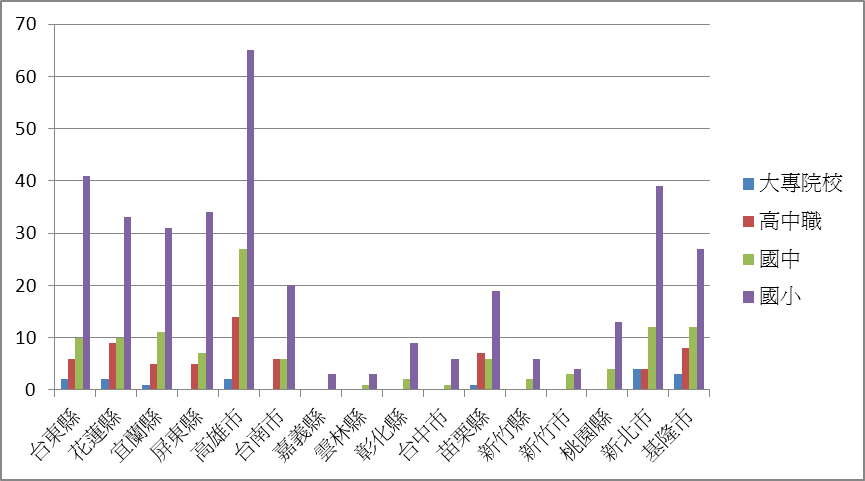 70
60
50
40
30
20
10
0
台東縣
花蓮縣
宜蘭縣
屏東縣
高雄市
台南市
嘉義縣
雲林縣
彰化縣
台中市
苗栗縣
新竹縣
新竹市
桃園縣
新北市
基隆市
大專院校
高中職
國中
國小